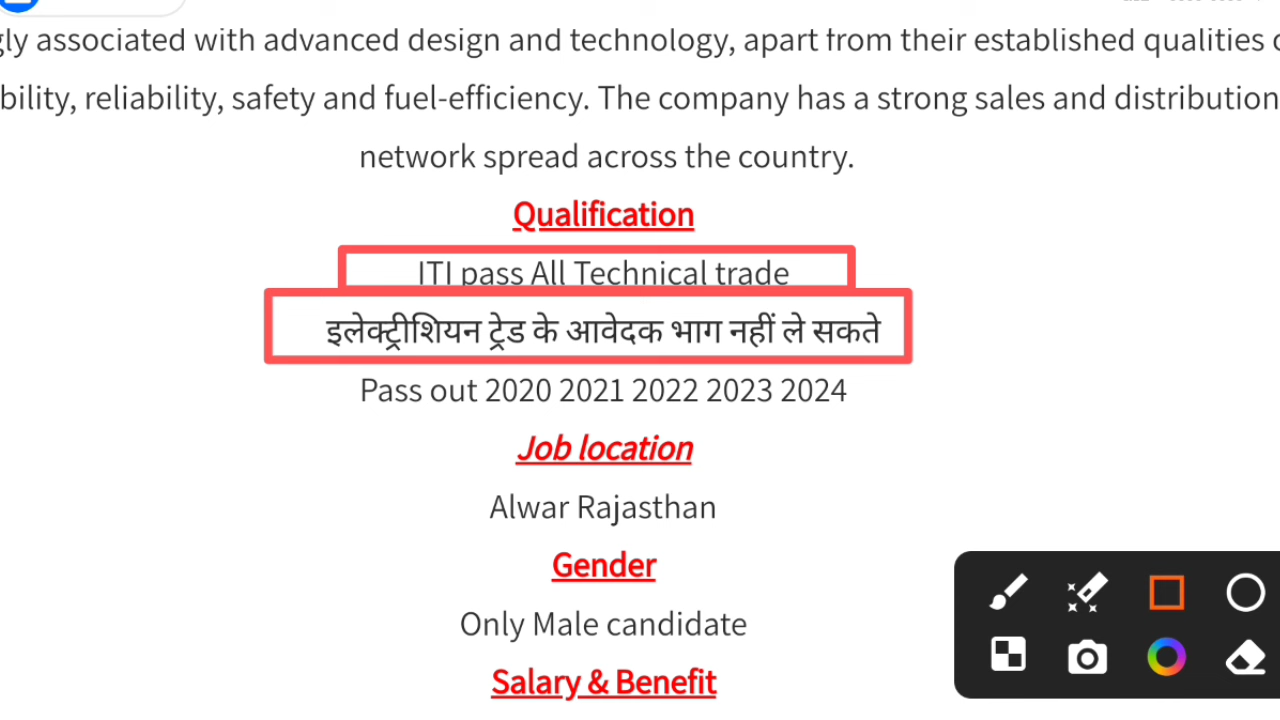 associated with advanced design and technology, apart from their established qualities
reliability, safety and fuel-efficiency. The company has a strong sales and distribution
network spread across the country.
Qualification
ITI pass All Technical trade
इलेक्ट्रीशियन ट्रेड के आवेदक भाग नहीं ले सकते
Pass out 2020 2021 2022 2023 2024
Job location
Alwar Rajasthan
Gender
Only Male candidate
Salary & Benefit